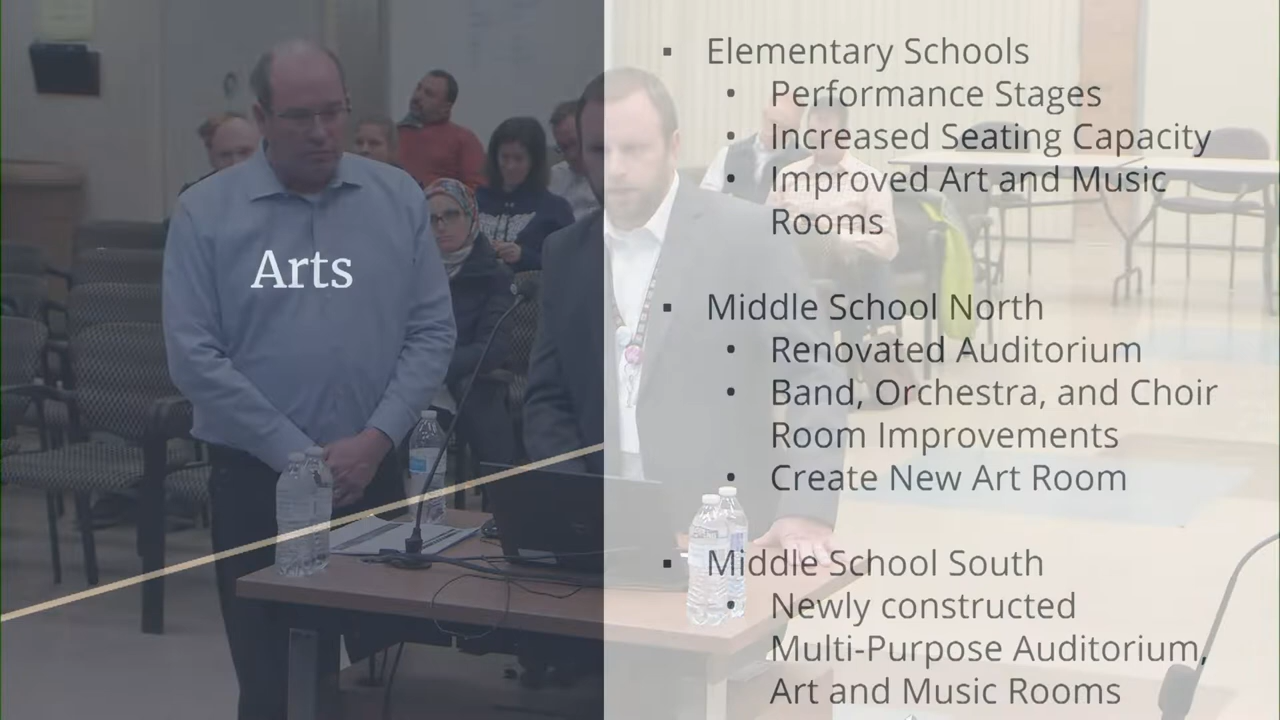 Arts
▪ Elementary Schools
• Performance Stages
• Increased Seating Capacity
• Improved Art and Music
Rooms
▪ Middle School North
• Renovated Auditorium
• Band, Orchestra, and Choir
Room Improvements
• Create New Art Room
▪ Middle School South
• Newly constructed
Multi-Purpose Auditorium,
Art and Music Rooms